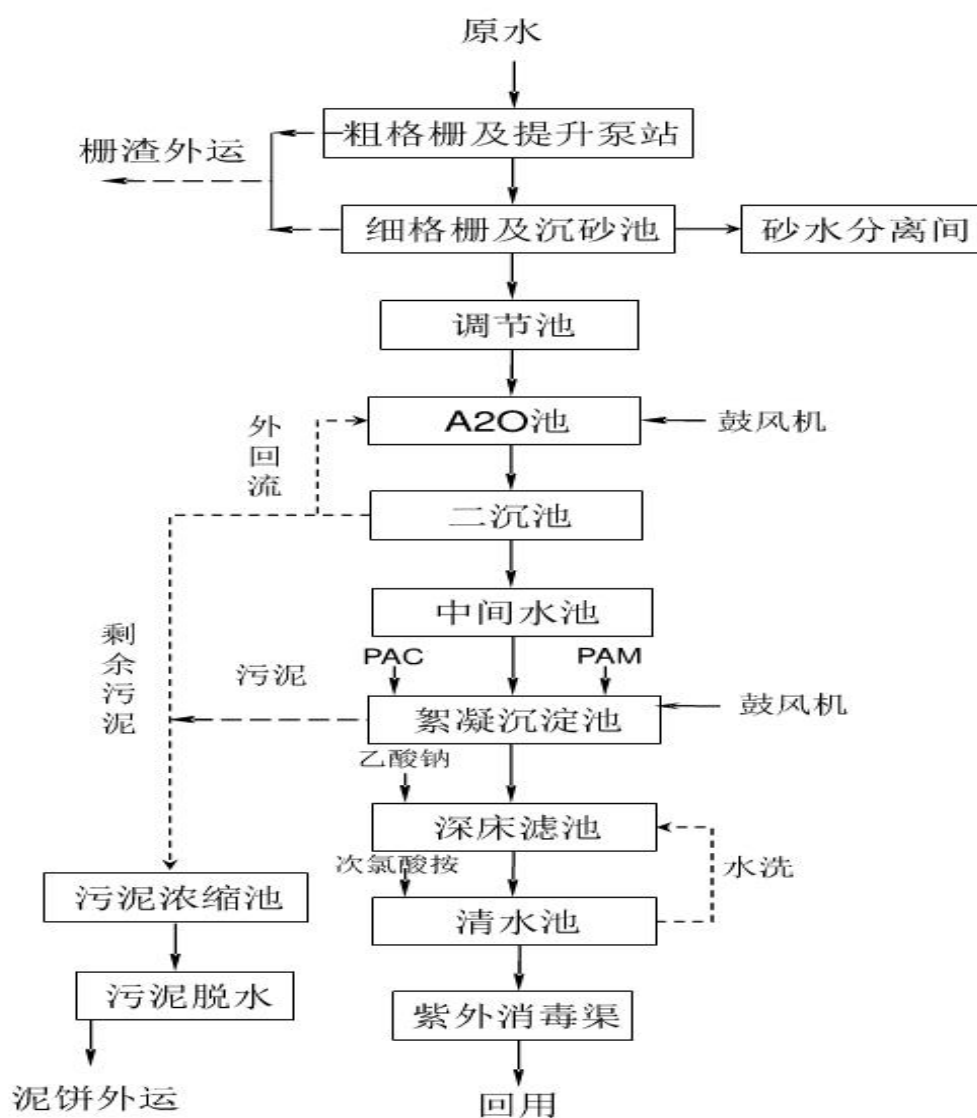 原水
粗格栅及提升泵站
栅渣外运
细格栅及沉砂池
砂水分离间
调节池
A2O池
鼓风机
外回流
二沉池
中间水池
剩余污泥
污泥
PAC
PAM
絮凝沉淀池
鼓风机
乙酸钠
深床滤池
水洗
次氯酸按
污泥浓缩池
清水池
污泥脱水
紫外消毒渠
泥饼外运
回用